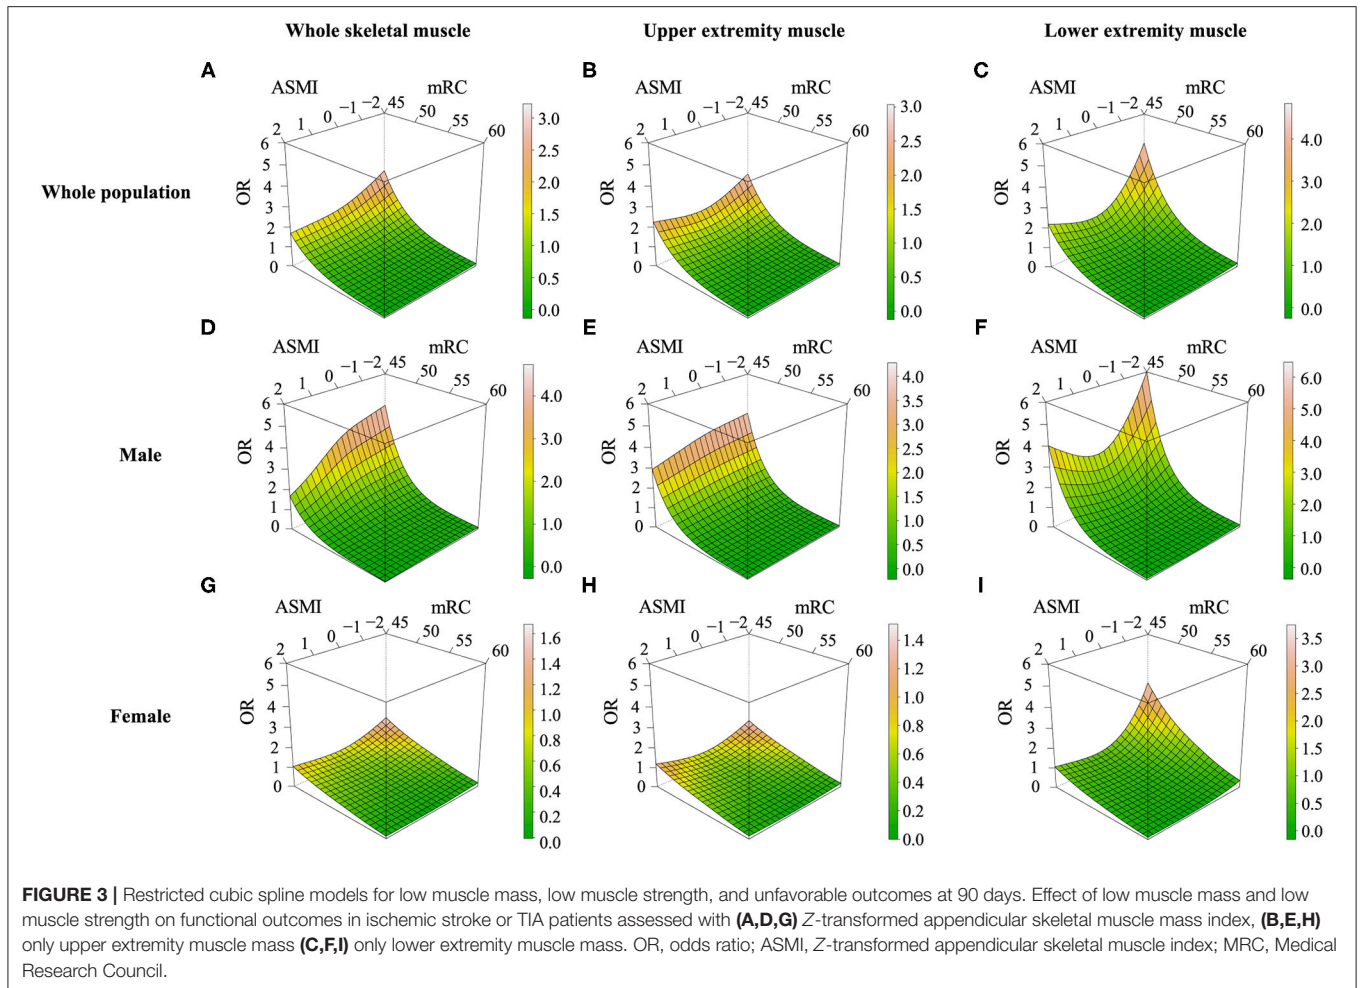 Whole skeletal muscle Upper extremity muscle Lower extremity muscle
A B C
ASMI mRC ASMI mRC ASMI mRC
2 1 0 −1 −2 45 50 55 60 2 1 0 −1 −2 45 50 55 60 2 1 0 −1 −2 45 50 55 60
Whole population
OR 6 5 4 3 2 1 0 3.0 2.5 2.0 1.5 1.0 0.5 0.0
OR 6 5 4 3 2 1 0 3.0 2.5 2.0 1.5 1.0 0.5 0.0
OR 6 5 4 3 2 1 0 4.0 3.0 2.0 1.0 0.0
D E F
ASMI mRC ASMI mRC ASMI mRC
2 1 0 −1 −2 45 50 55 60 2 1 0 −1 −2 45 50 55 60 2 1 0 −1 −2 45 50 55 60
Male
OR 6 5 4 3 2 1 0 4.0 3.0 2.0 1.0 0.0
OR 6 5 4 3 2 1 0 4.0 3.5 3.0 2.5 2.0 1.5 1.0 0.5 0.0
OR 6 5 4 3 2 1 0 6.0 5.0 4.0 3.0 2.0 1.0 0.0
G H I
ASMI mRC ASMI mRC ASMI mRC
2 1 0 −1 −2 45 50 55 60 2 1 0 −1 −2 45 50 55 60 2 1 0 −1 −2 45 50 55 60
Female
OR 6 5 4 3 2 1 0 1.6 1.4 1.2 1.0 0.8 0.6 0.4 0.2 0.0
OR 6 5 4 3 2 1 0 1.4 1.2 1.0 0.8 0.6 0.4 0.2 0.0
OR 6 5 4 3 2 1 0 3.5 3.0 2.5 2.0 1.5 1.0 0.5 0.0
FIGURE 3 | Restricted cubic spline models for low muscle mass, low muscle strength, and unfavorable outcomes at 90 days. Effect of low muscle mass and low
muscle strength on functional outcomes in ischemic stroke or TIA patients assessed with (A,D,G) Z-transformed appendicular skeletal muscle mass index, (B,E,H)
only upper extremity muscle mass (C,F,I) only lower extremity muscle mass. OR, odds ratio; ASMI, Z-transformed appendicular skeletal muscle index; MRC, Medical
Research Council.